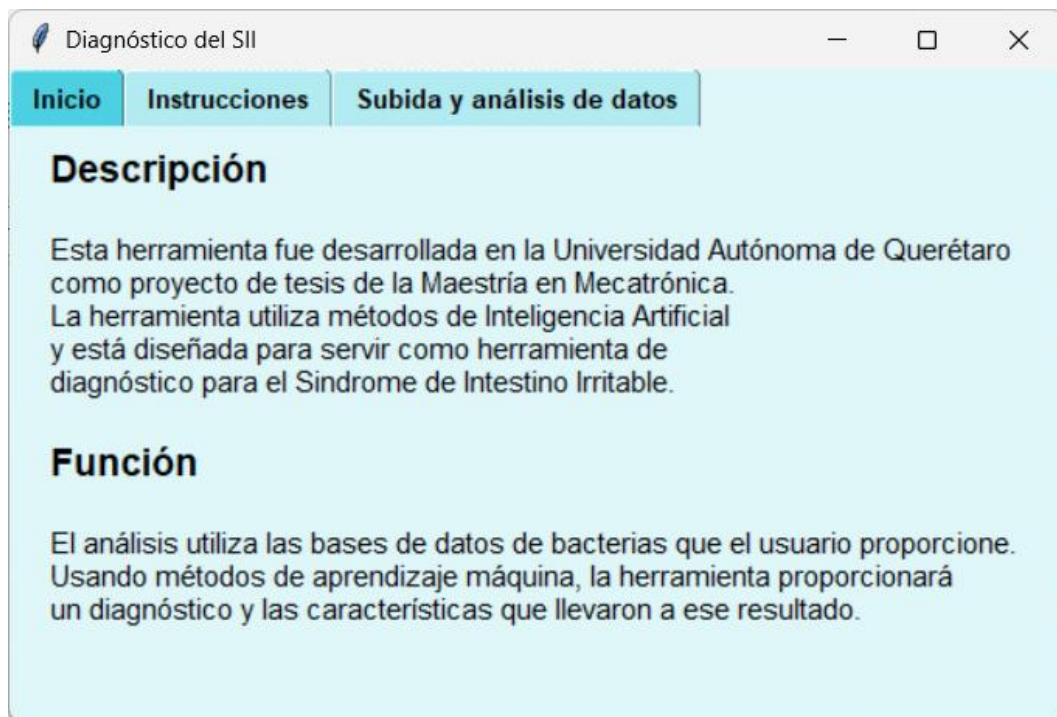 Diagnóstico del SII
Inicio Instrucciones Subida y análisis de datos
Descripción
Esta herramienta fue desarrollada en la Universidad Autónoma de Querétaro
como proyecto de tesis de la Maestría en Mecatrónica.
La herramienta utiliza métodos de Inteligencia Artificial
y está diseñada para servir como herramienta de
diagnóstico para el Sindrome de Intestino Irritable.
Función
El análisis utiliza las bases de datos de bacterias que el usuario proporcione.
Usando métodos de aprendizaje máquina, la herramienta proporcionará
un diagnóstico y las características que llevaron a ese resultado.